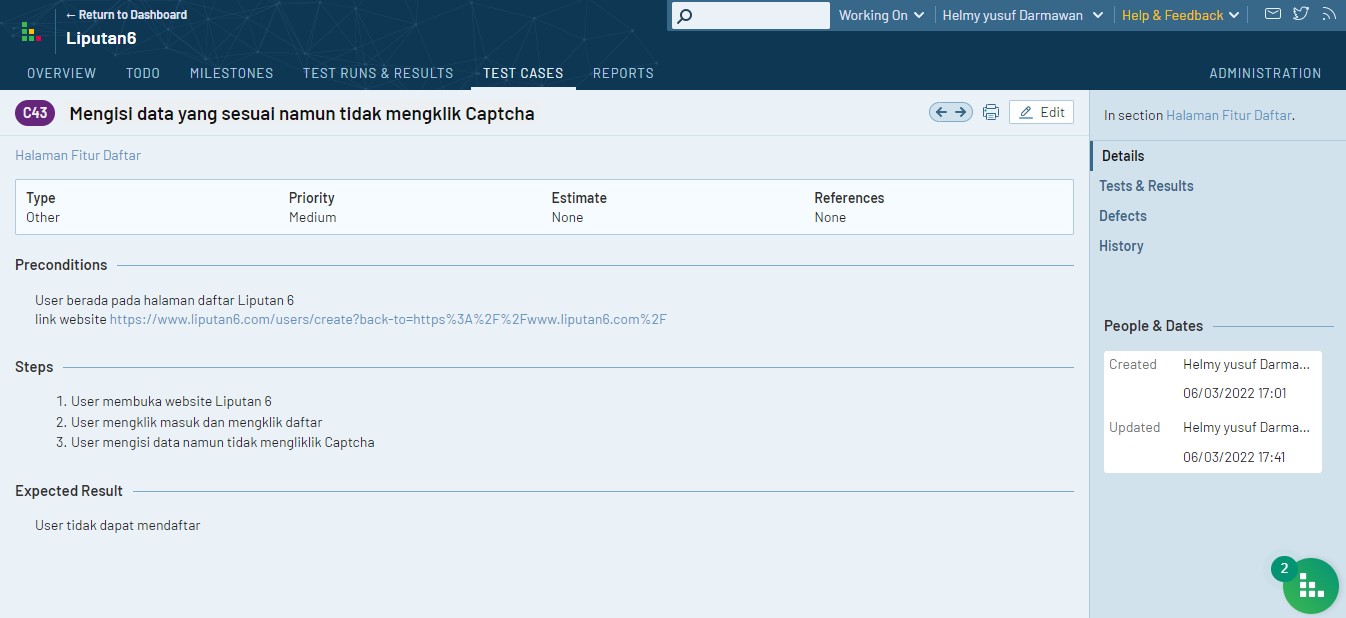 ← Return to Dashboard
Liputan6
Working On
Helmy yusuf Darmawan
Help & Feedback
OVERVIEW
TODO
MILESTONES
TEST RUNS & RESULTS
TEST CASES
REPORTS
ADMINISTRATION
C43
Mengisi data yang sesuai namun tidak mengklik Captcha
Edit
Halaman Fitur Daftar
Type
Other
Priority
Medium
Estimate
None
References
None
Preconditions
User berada pada halaman daftar Liputan 6
link website https://www.liputan6.com/users/create?back-to=https%3A%2F%2Fwww.liputan6.com%2F
Steps
1. User membuka website Liputan 6
2. User mengklik masuk dan mengklik daftar
3. User mengisi data namun tidak mengliklik Captcha
Expected Result
User tidak dapat mendaftar
In section Halaman Fitur Daftar.
Details
Tests & Results
Defects
History
People & Dates
Created
Helmy yusuf Darma...
06/03/2022 17:01
Updated
Helmy yusuf Darma...
06/03/2022 17:41
2